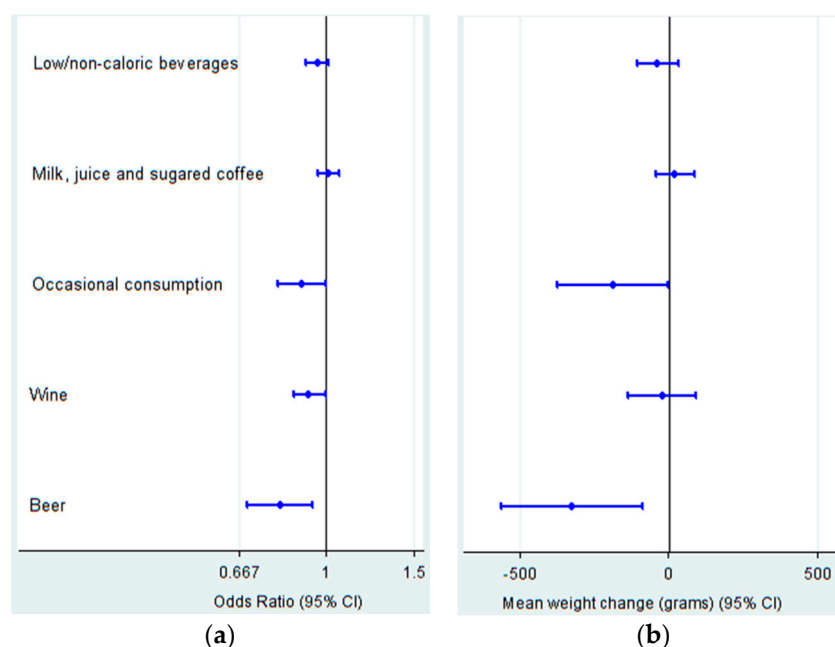 Low/non-caloric beverages
Milk, juice and sugared coffee
Occasional consumption
Wine
Beer
0.667 1 1.5
Odds Ratio (95% CI)
(a)
-500 0 500
Mean weight change (grams) (95% CI)
(b)